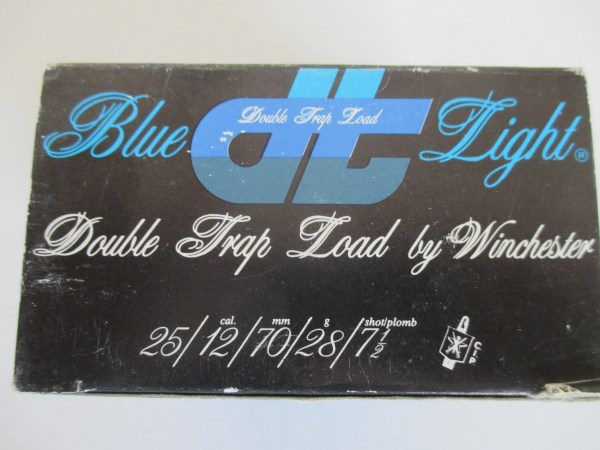 Blue dt Light®
Double Trap Load
Double Trap Load by Winchester
cal. mm g shot/plomb
25/12/70/28/7½
CIP